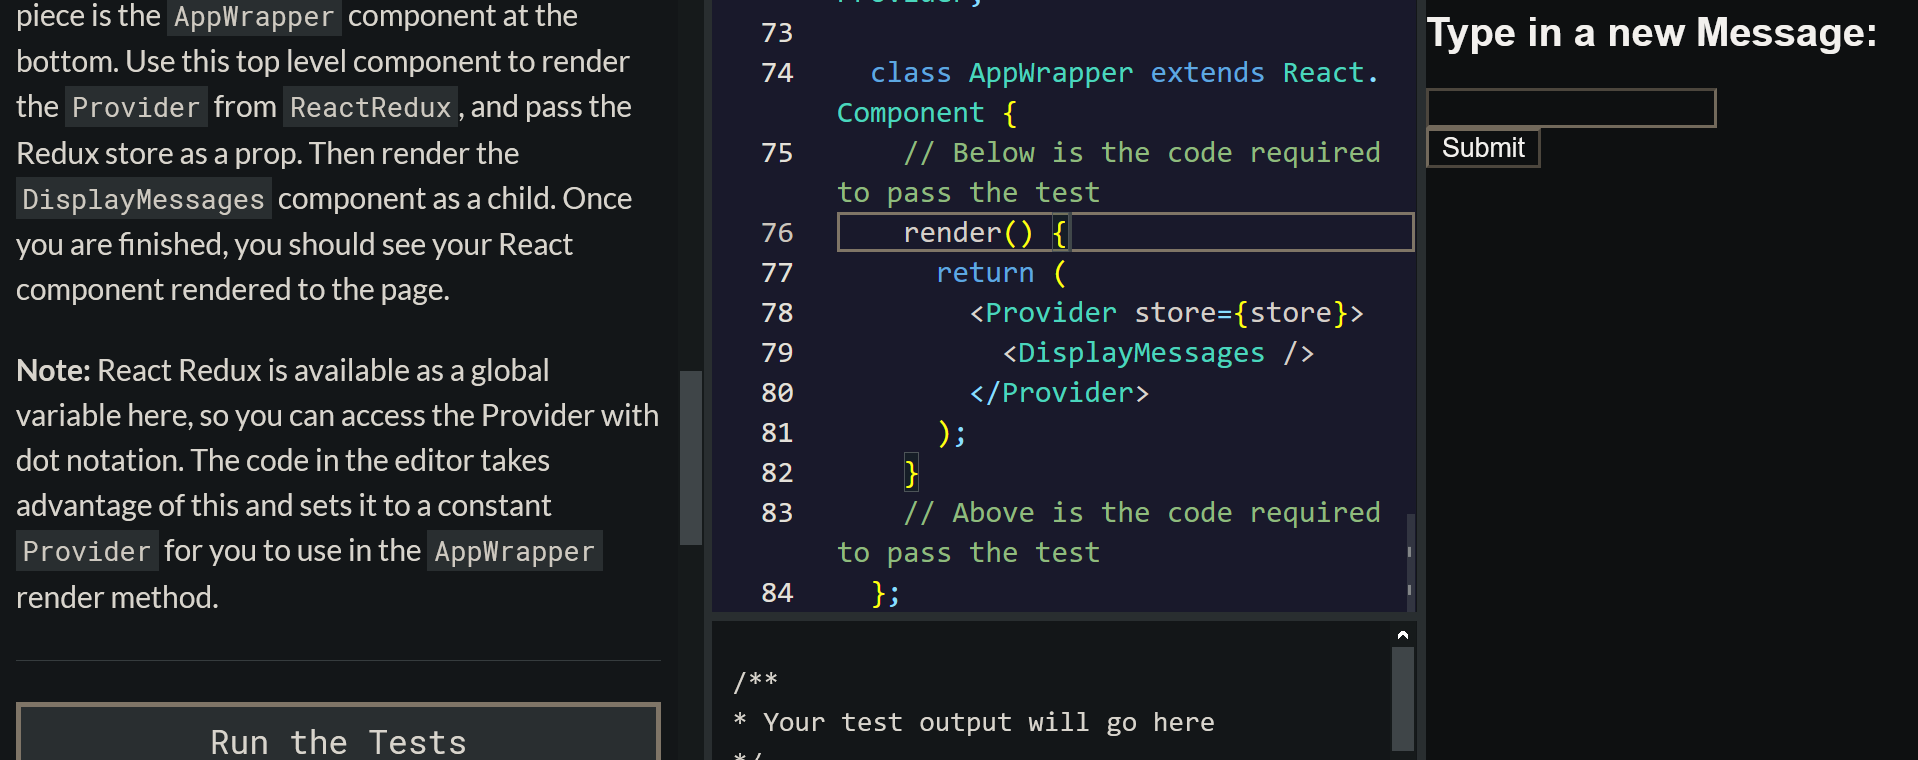 piece is the AppWrapper component at the
bottom. Use this top level component to render
the Provider from ReactRedux, and pass the
Redux store as a prop. Then render the
DisplayMessages component as a child. Once
you are finished, you should see your React
component rendered to the page.
Note: React Redux is available as a global
variable here, so you can access the Provider with
dot notation. The code in the editor takes
advantage of this and sets it to a constant
Provider for you to use in the AppWrapper
render method.
Run the Tests
Provider;
73
74 class AppWrapper extends React.
Component {
75 // Below is the code required
to pass the test
76 render() {
77 return (
78 <Provider store={store}>
79 <DisplayMessages />
80 </Provider>
81 );
82 }
83 // Above is the code required
to pass the test
84 };
/**
* Your test output will go here
*/
Type in a new Message:
Submit